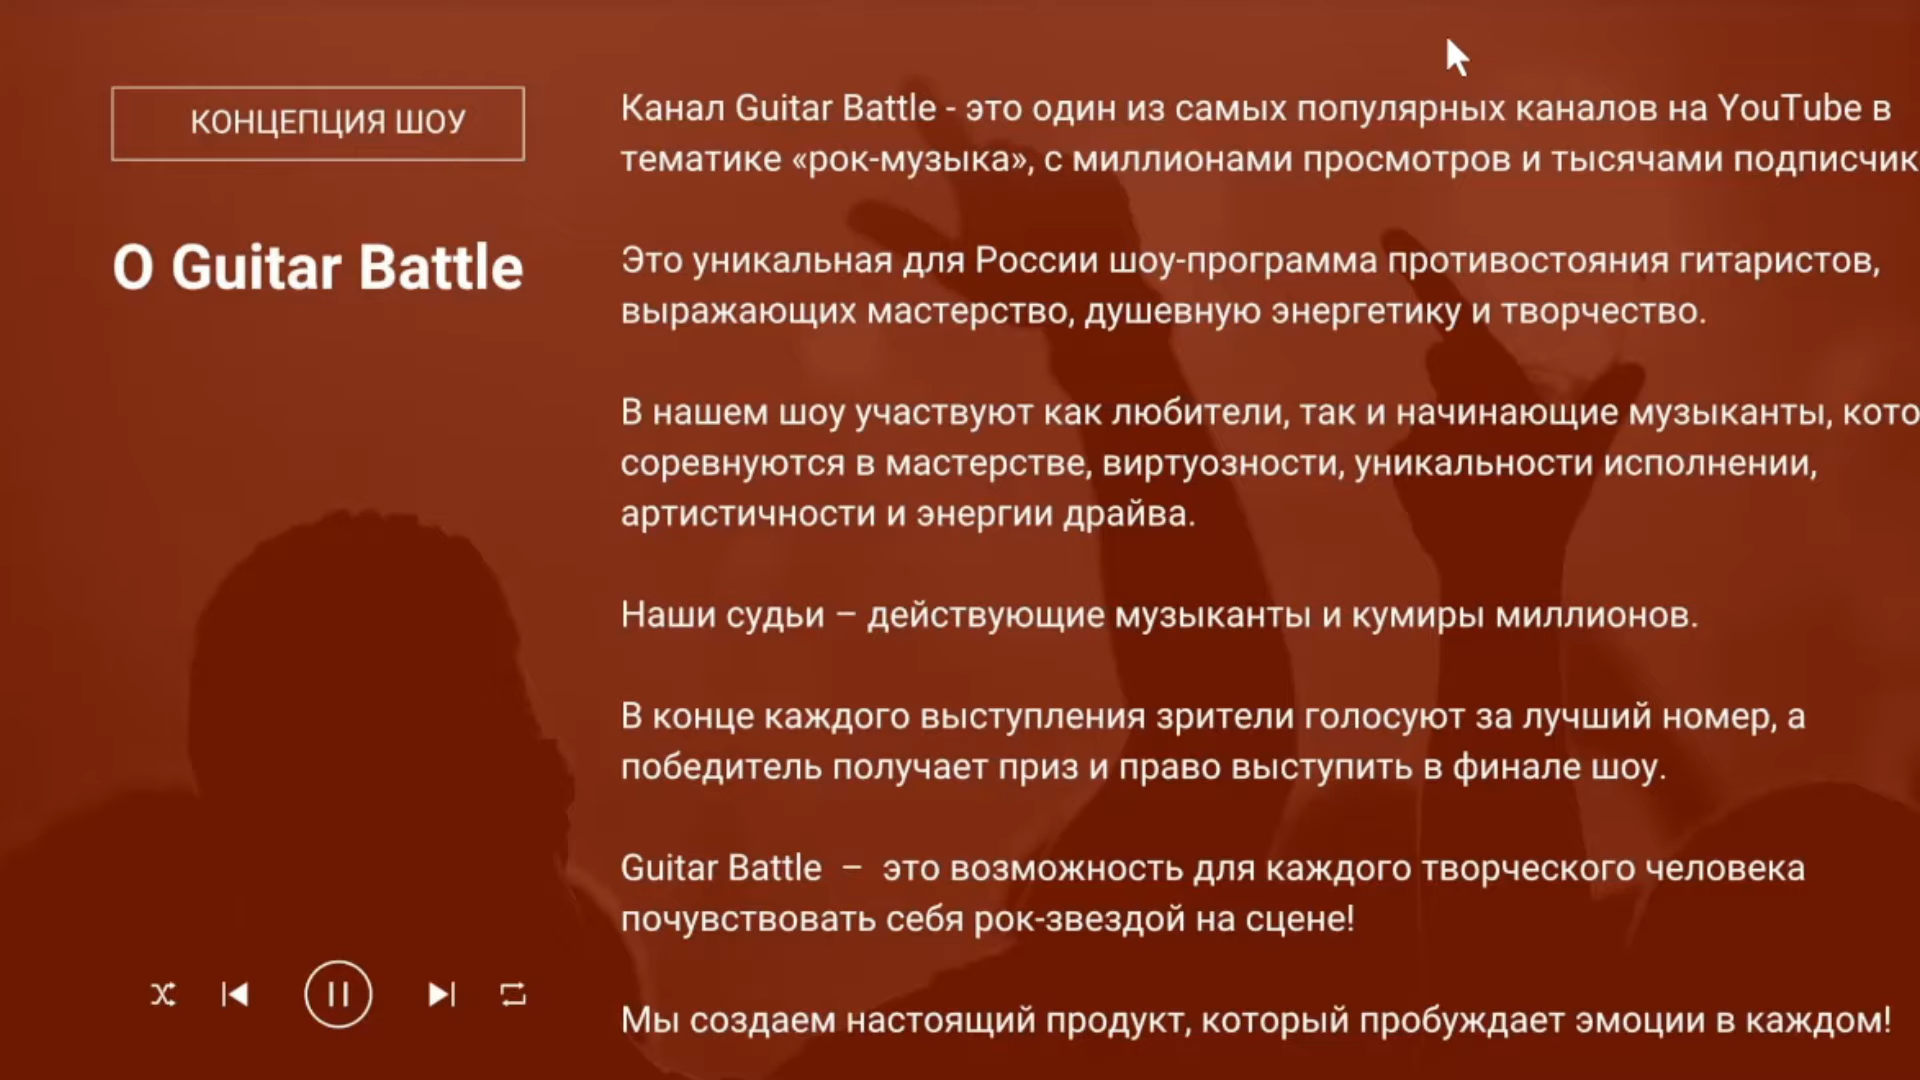 КОНЦЕПЦИЯ ШОУ
О Guitar Battle
Канал Guitar Battle - это один из самых популярных каналов на YouTube в
тематике «рок-музыка», с миллионами просмотров и тысячами
Это уникальная для России шоу-программа противостояния гитаристов,
выражающих мастерство, душевную энергетику и творчество.
В нашем шоу участвуют как любители, так и начинающие музыканты,
соревнуются в мастерстве, виртуозности, уникальности исполнении,
артистичности и энергии драйва.
Наши судьи – действующие музыканты и кумиры миллионов.
В конце каждого выступления зрители голосуют за лучший номер, а
победитель получает приз и право выступить в финале шоу.
Guitar Battle – это возможность для каждого творческого человека
почувствовать себя рок-звездой на сцене!
Мы создаем настоящий продукт, который пробуждает эмоции в каждом!